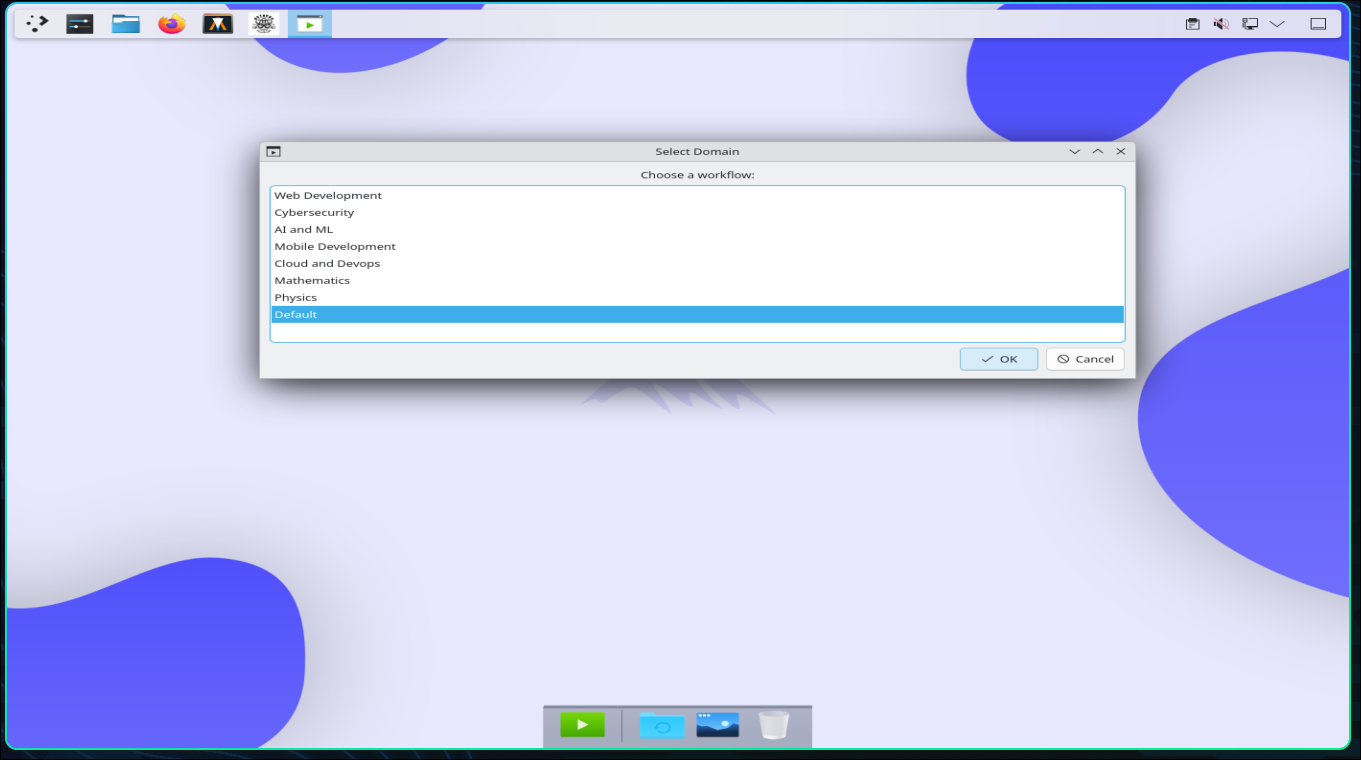 Select Domain
Choose a workflow:
Web Development
Cybersecurity
AI and ML
Mobile Development
Cloud and Devops
Mathematics
Physics
Default
OK
Cancel